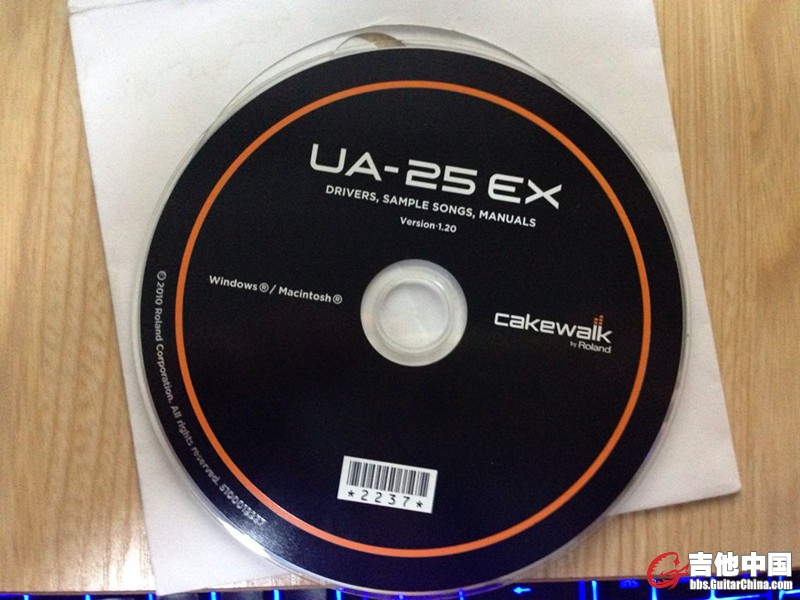 UA-25 EX
DRIVERS, SAMPLE SONGS, MANUALS
Version 1.20
Windows® / Macintosh®
cakewalk
by Roland
©2010 Roland Corporation. All rights reserved. 5100012237
*2237*
吉他中国
bbs.GuitarChina.com